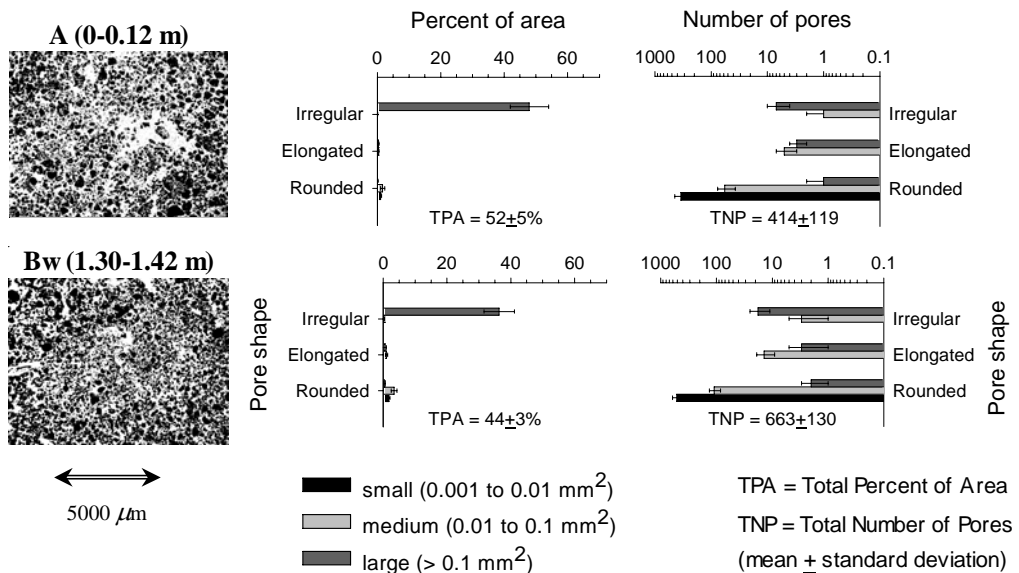 Percent of area
Number of pores
A (0-0.12 m)
0 20 40 60
1000 100 10 1 0.1
Irregular
Irregular
Elongated
Elongated
Rounded
Rounded
TPA = 52±5%
TNP = 414±119
Bw (1.30-1.42 m)
0 20 40 60
1000 100 10 1 0.1
Pore shape
Irregular
Irregular
Elongated
Elongated
Rounded
Rounded
Pore shape
TPA = 44±3%
TNP = 663±130
5000 μm
small (0.001 to 0.01 mm²)
medium (0.01 to 0.1 mm²)
large (> 0.1 mm²)
TPA = Total Percent of Area
TNP = Total Number of Pores
(mean ± standard deviation)